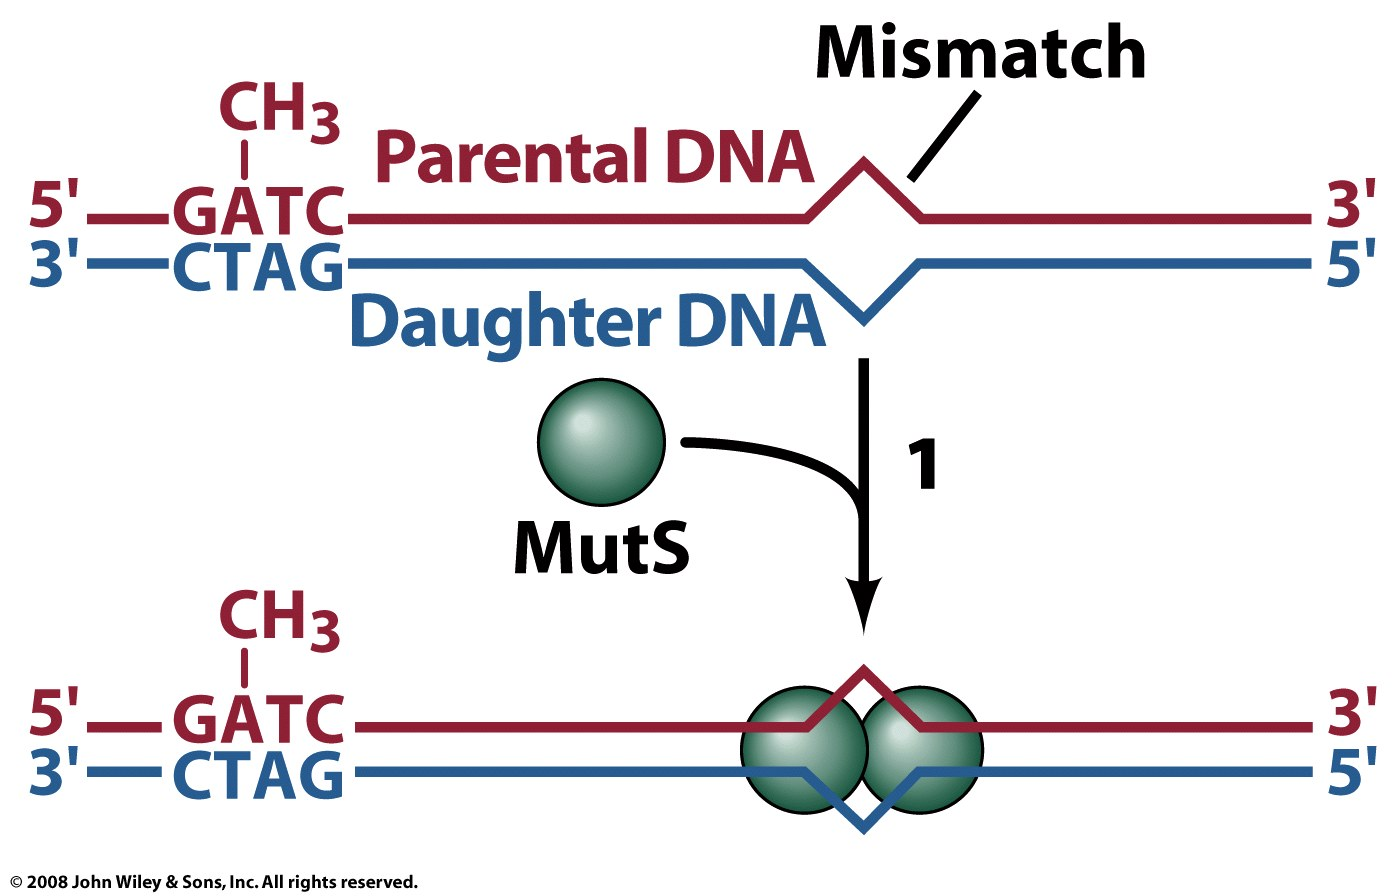 Mismatch
CH3
Parental DNA
5' GATC 3'
3' CTAG 5'
Daughter DNA
1
MutS
CH3
5' GATC 3'
3' CTAG 5'
© 2008 John Wiley & Sons, Inc. All rights reserved.